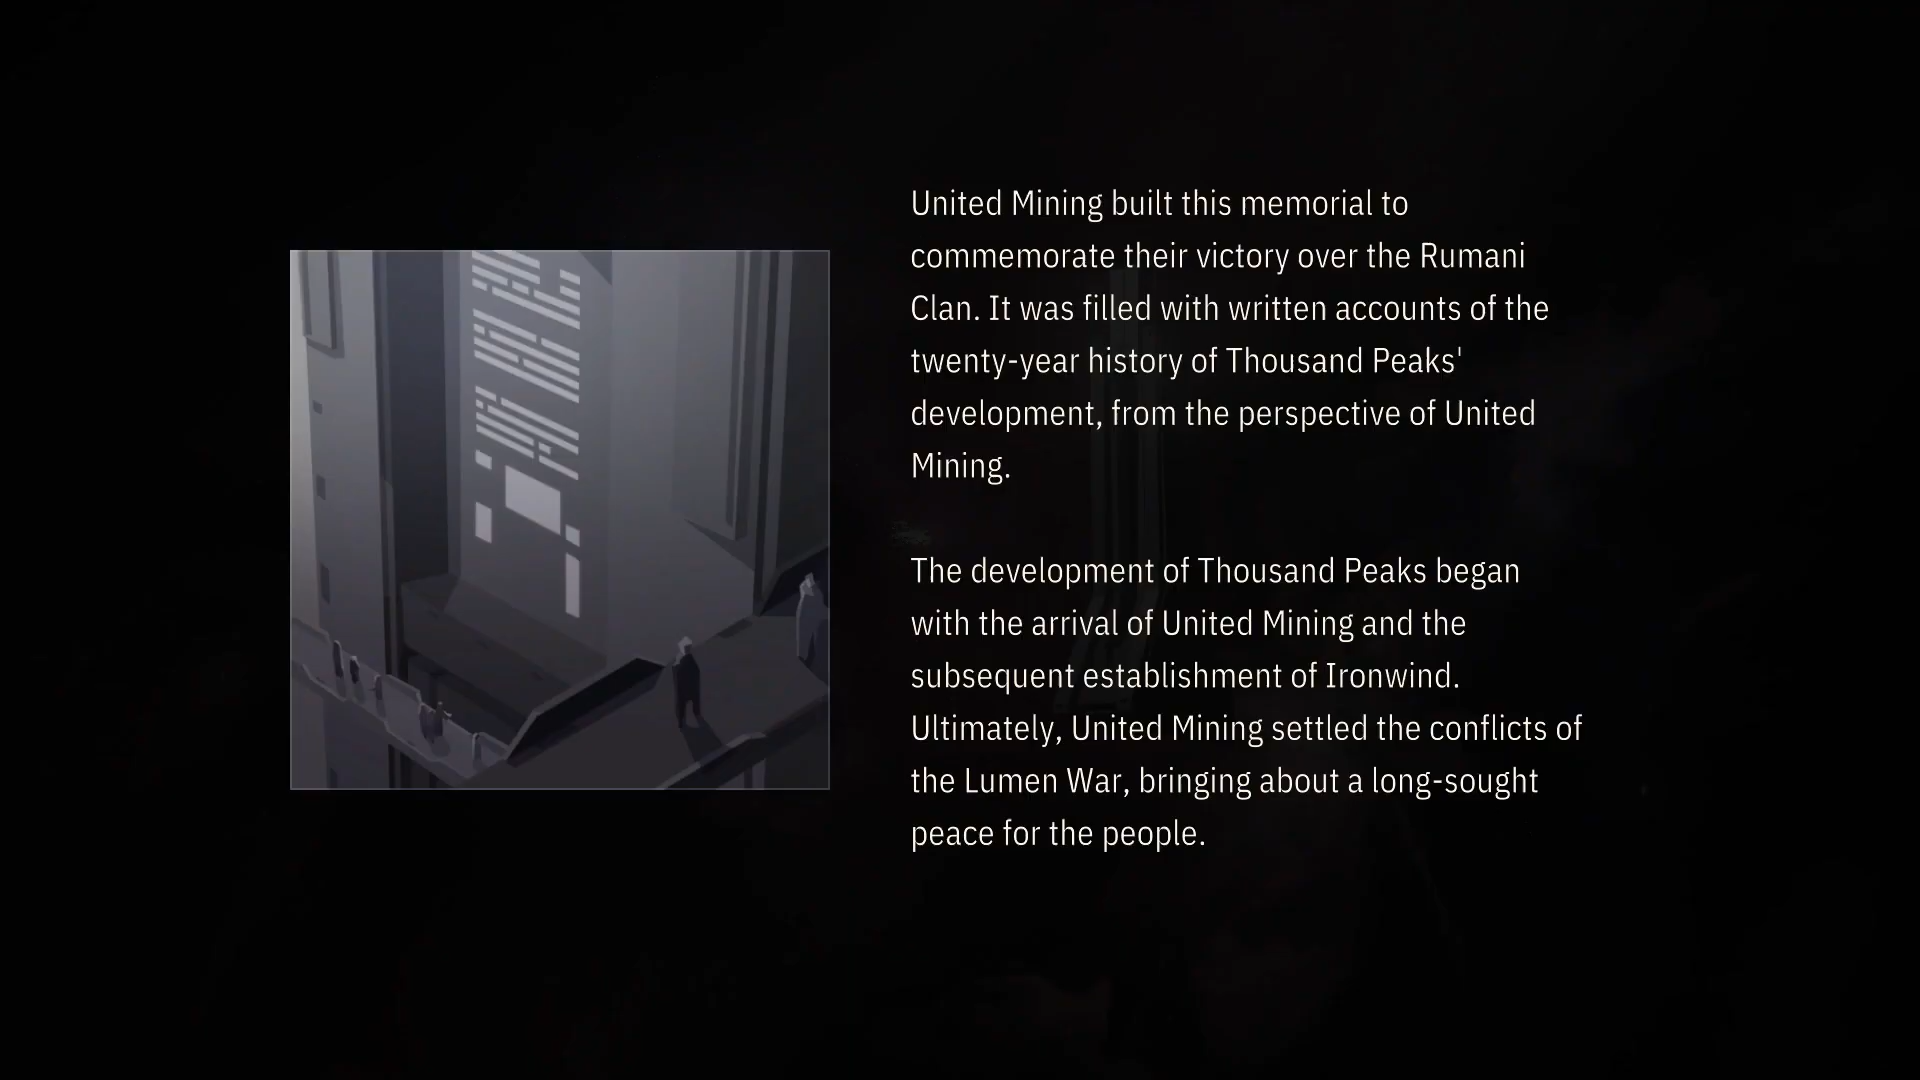 United Mining built this memorial to
commemorate their victory over the Rumani
Clan. It was filled with written accounts of the
twenty-year history of Thousand Peaks'
development, from the perspective of United
Mining.
The development of Thousand Peaks began
with the arrival of United Mining and the
subsequent establishment of Ironwind.
Ultimately, United Mining settled the conflicts of
the Lumen War, bringing about a long-sought
peace for the people.